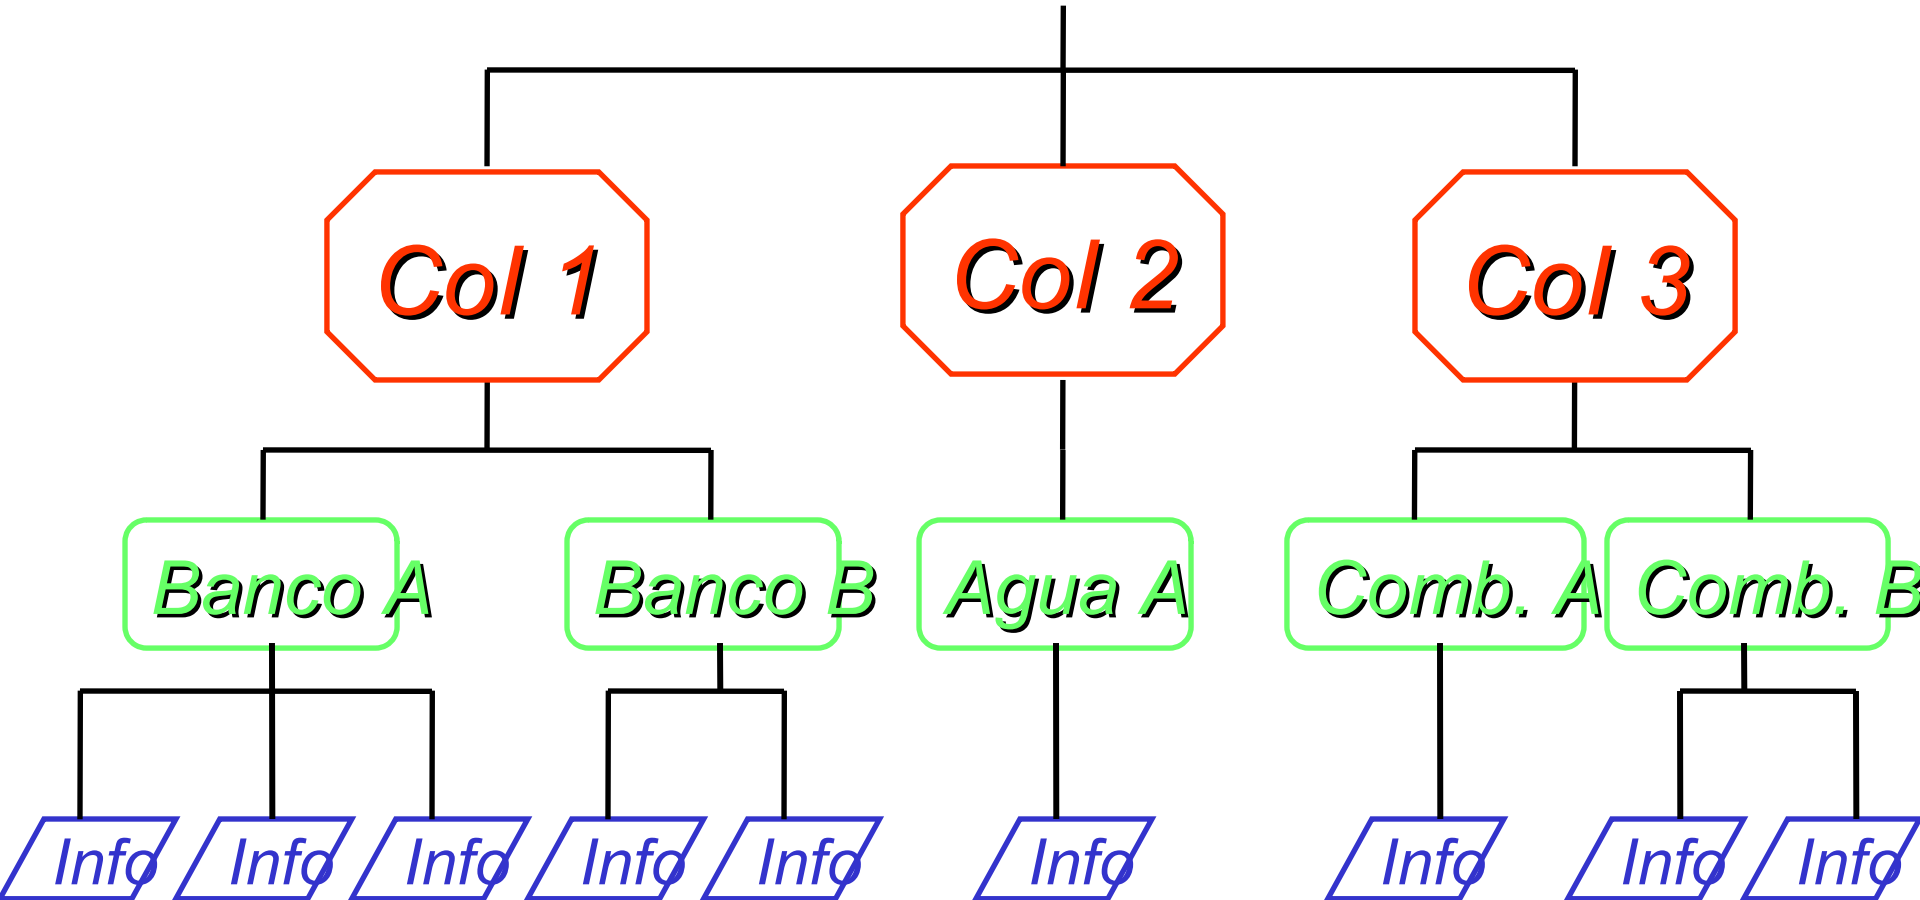 Col 1
Col 2
Col 3
Banco A
Banco B
Agua A
Comb. A
Comb. B
Info
Info
Info
Info
Info
Info
Info
Info
Info